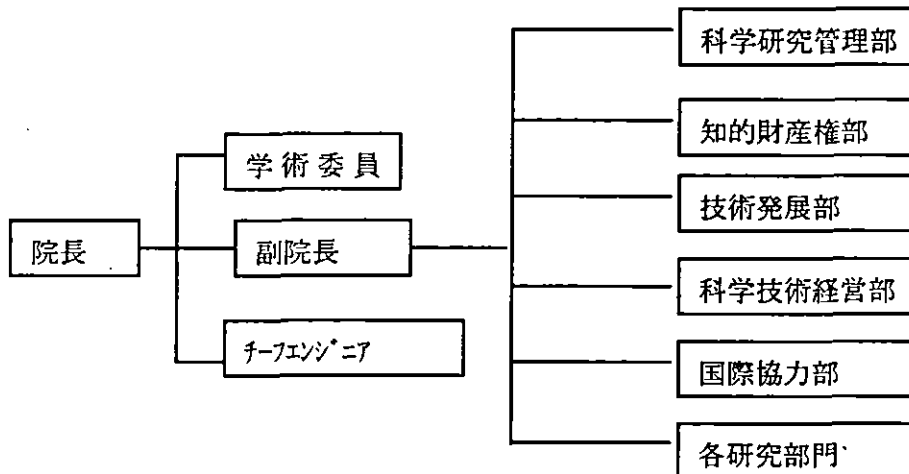 科学研究管理部
知的財産権部
学術委員
技術発展部
院長
副院長
科学技術経営部
チーフエンジニア
国際協力部
各研究部門